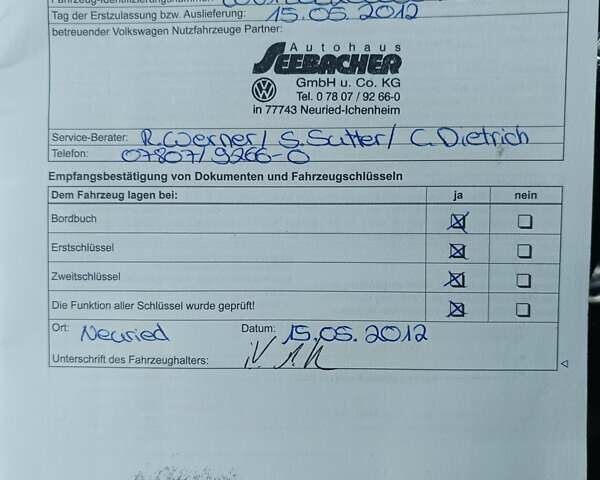 Tag der Erstzulassung bzw. Auslieferung: 15.05.2012
betreuender Volkswagen Nutzfahrzeuge Partner:
Autohaus
SEEBACHER
GmbH u. Co. KG
Tel. 0 78 07 / 92 66-0
in 77743 Neuried-Ichenheim
Service-Berater: R. Werner / S. Sutter / C. Dietrich
Telefon: 07807/9266-0
Empfangsbestätigung von Dokumenten und Fahrzeugschlüsseln
Dem Fahrzeug lagen bei: ja nein
Bordbuch
Erstschlüssel
Zweitschlüssel
Die Funktion aller Schlüssel wurde geprüft!
Ort: Neuried Datum: 15.05.2012
Unterschrift des Fahrzeughalters: